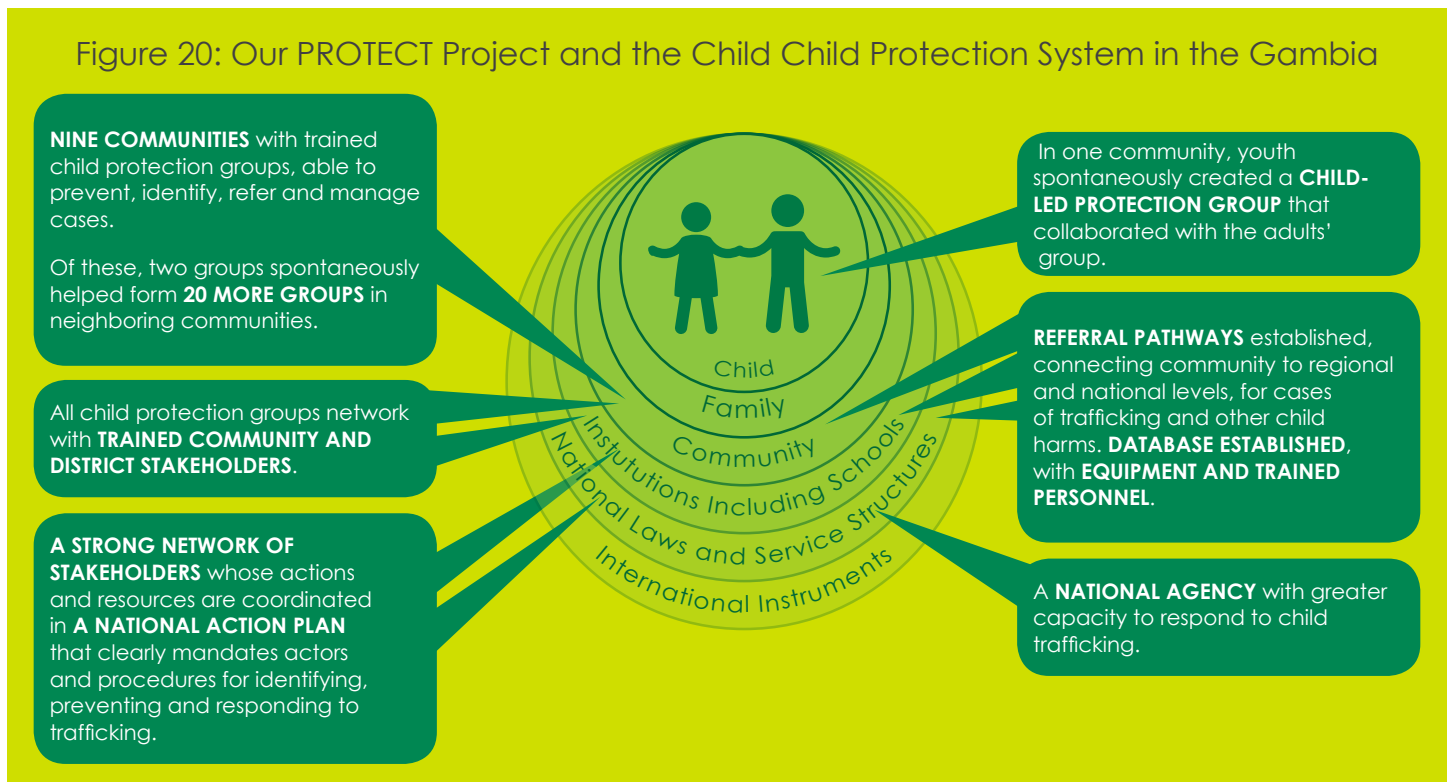 Figure 20: Our PROTECT Project and the Child Child Protection System in the Gambia
NINE COMMUNITIES with trained
child protection groups, able to
prevent, identify, refer and manage
cases.
Of these, two groups spontaneously
helped form 20 MORE GROUPS in
neighboring communities.
All child protection groups network
with TRAINED COMMUNITY AND
DISTRICT STAKEHOLDERS.
A STRONG NETWORK OF
STAKEHOLDERS whose actions
and resources are coordinated
in A NATIONAL ACTION PLAN
that clearly mandates actors
and procedures for identifying,
preventing and responding to
trafficking.
Child
Family
Community
Instututions Including Schools
National Laws and Service Structures
International Instruments
In one community, youth
spontaneously created a CHILD-
LED PROTECTION GROUP that
collaborated with the adults'
group.
REFERRAL PATHWAYS established,
connecting community to regional
and national levels, for cases
of trafficking and other child
harms. DATABASE ESTABLISHED,
with EQUIPMENT AND TRAINED
PERSONNEL.
A NATIONAL AGENCY with greater
capacity to respond to child
trafficking.